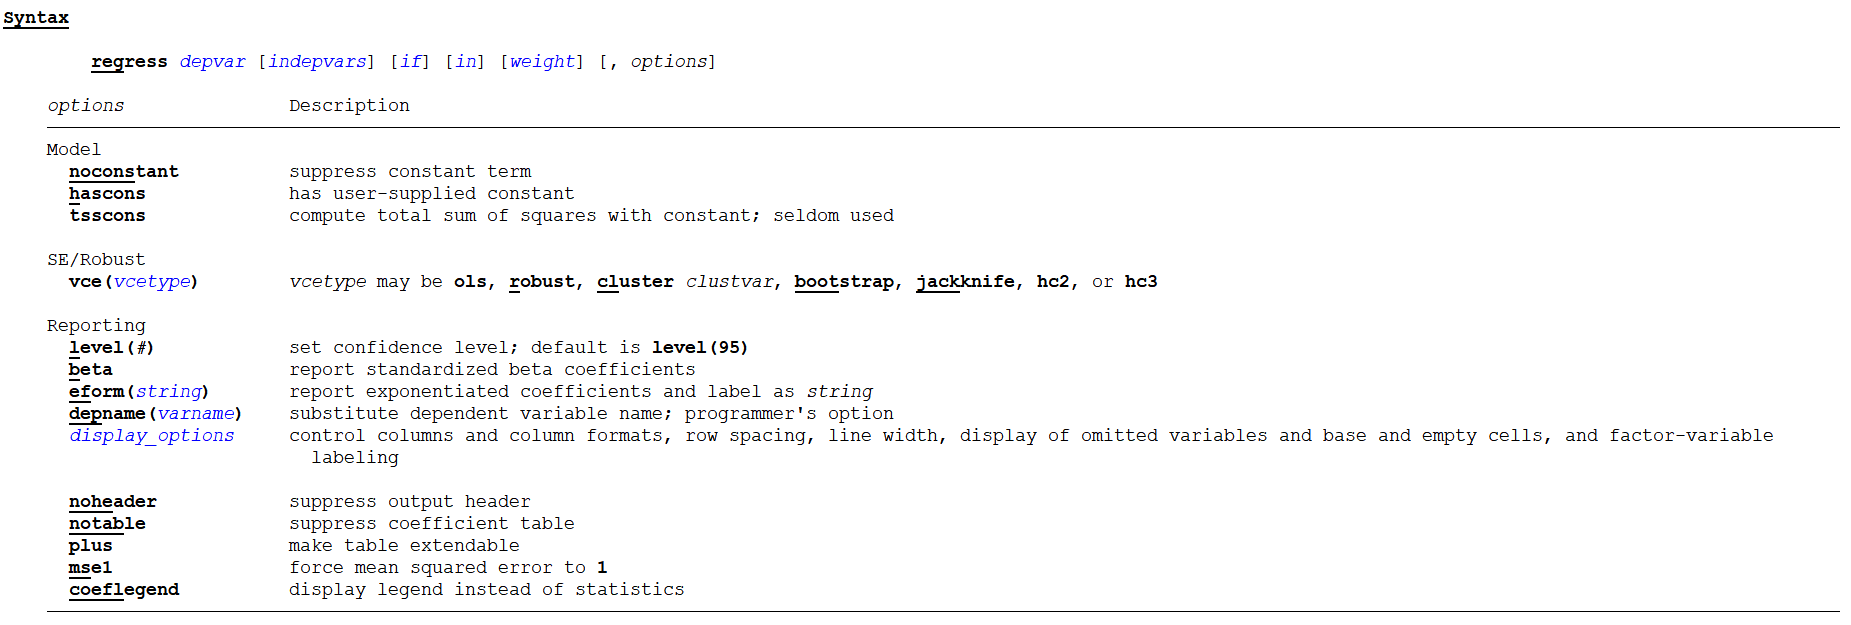 Syntax
regress depvar [indepvars] [if] [in] [weight] [, options]
options Description
Model
noconstant suppress constant term
hascons has user-supplied constant
tsscons compute total sum of squares with constant; seldom used
SE/Robust
vce(vcetype) vcetype may be ols, robust, cluster clustvar, bootstrap, jackknife, hc2, or hc3
Reporting
level(#) set confidence level; default is level(95)
beta report standardized beta coefficients
eform(string) report exponentiated coefficients and label as string
depname(varname) substitute dependent variable name; programmer's option
display_options control columns and column formats, row spacing, line width, display of omitted variables and base and empty cells, and factor-variable
labeling
noheader suppress output header
notable suppress coefficient table
plus make table extendable
mse1 force mean squared error to 1
coeflegend display legend instead of statistics